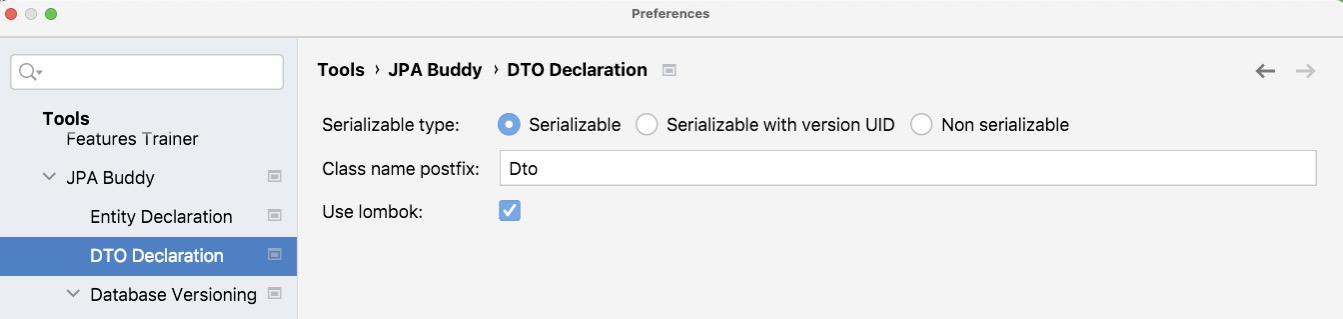 Preferences
Tools
Features Trainer
JPA Buddy
Entity Declaration
DTO Declaration
Database Versioning
Tools › JPA Buddy › DTO Declaration
Serializable type: Serializable Serializable with version UID Non serializable
Class name postfix: Dto
Use lombok: